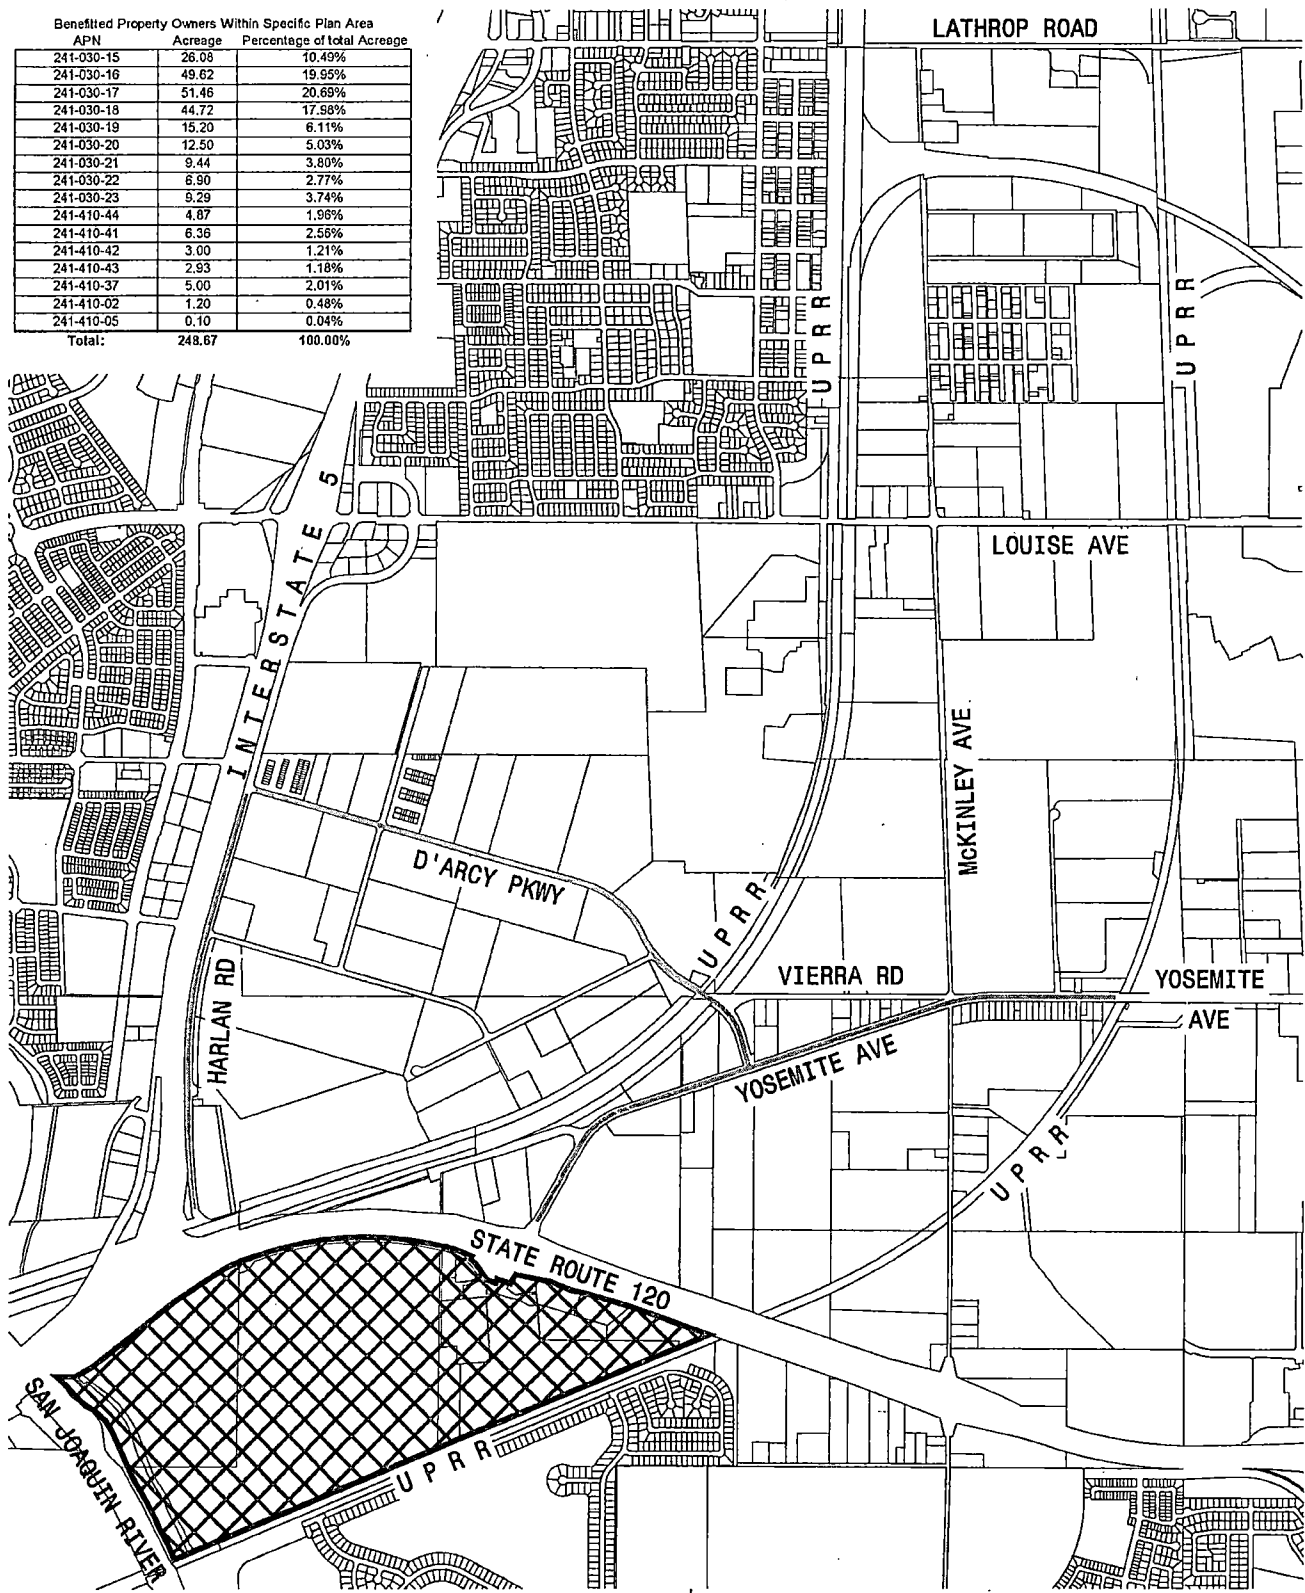 Benefitted Property Owners Within Specific Plan Area
APN Acreage Percentage of total Acreage
241-030-15 26.08 10.49%
241-030-16 49.62 19.95%
241-030-17 51.46 20.69%
241-030-18 44.72 17.98%
241-030-19 15.20 6.11%
241-030-20 12.50 5.03%
241-030-21 9.44 3.80%
241-030-22 6.90 2.77%
241-030-23 9.29 3.74%
241-410-44 4.87 1.96%
241-410-41 6.36 2.56%
241-410-42 3.00 1.21%
241-410-43 2.93 1.18%
241-410-37 5.00 2.01%
241-410-02 1.20 0.48%
241-410-05 0.10 0.04%
Total: 248.67 100.00%
LATHROP ROAD
UPRR
UPRR
INTERSTATE 5
LOUISE AVE
McKINLEY AVE.
D'ARCY PKWY
UPRR
HARLAN RD
VIERRA RD
YOSEMITE
AVE
YOSEMITE AVE
UPRR
STATE ROUTE 120
SAN JOAQUIN RIVER
UPRR